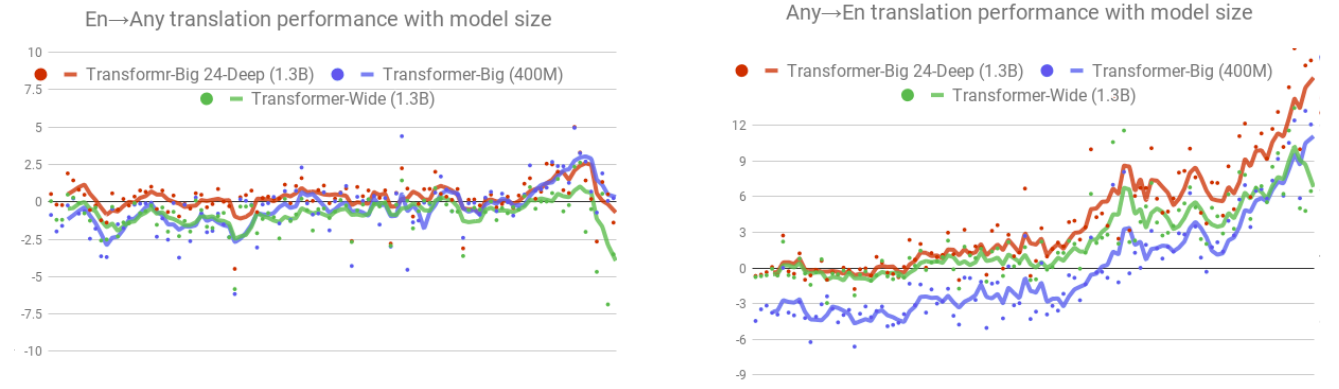 En→Any translation performance with model size
10
Transformr-Big 24-Deep (1.3B) Transformer-Big (400M)
7.5
Transformer-Wide (1.3B)
5
2.5
0
-2.5
-5
-7.5
-10
Any→En translation performance with model size
Transformr-Big 24-Deep (1.3B) Transformer-Big (400M)
Transformer-Wide (1.3B)
12
9
6
3
0
-3
-6
-9